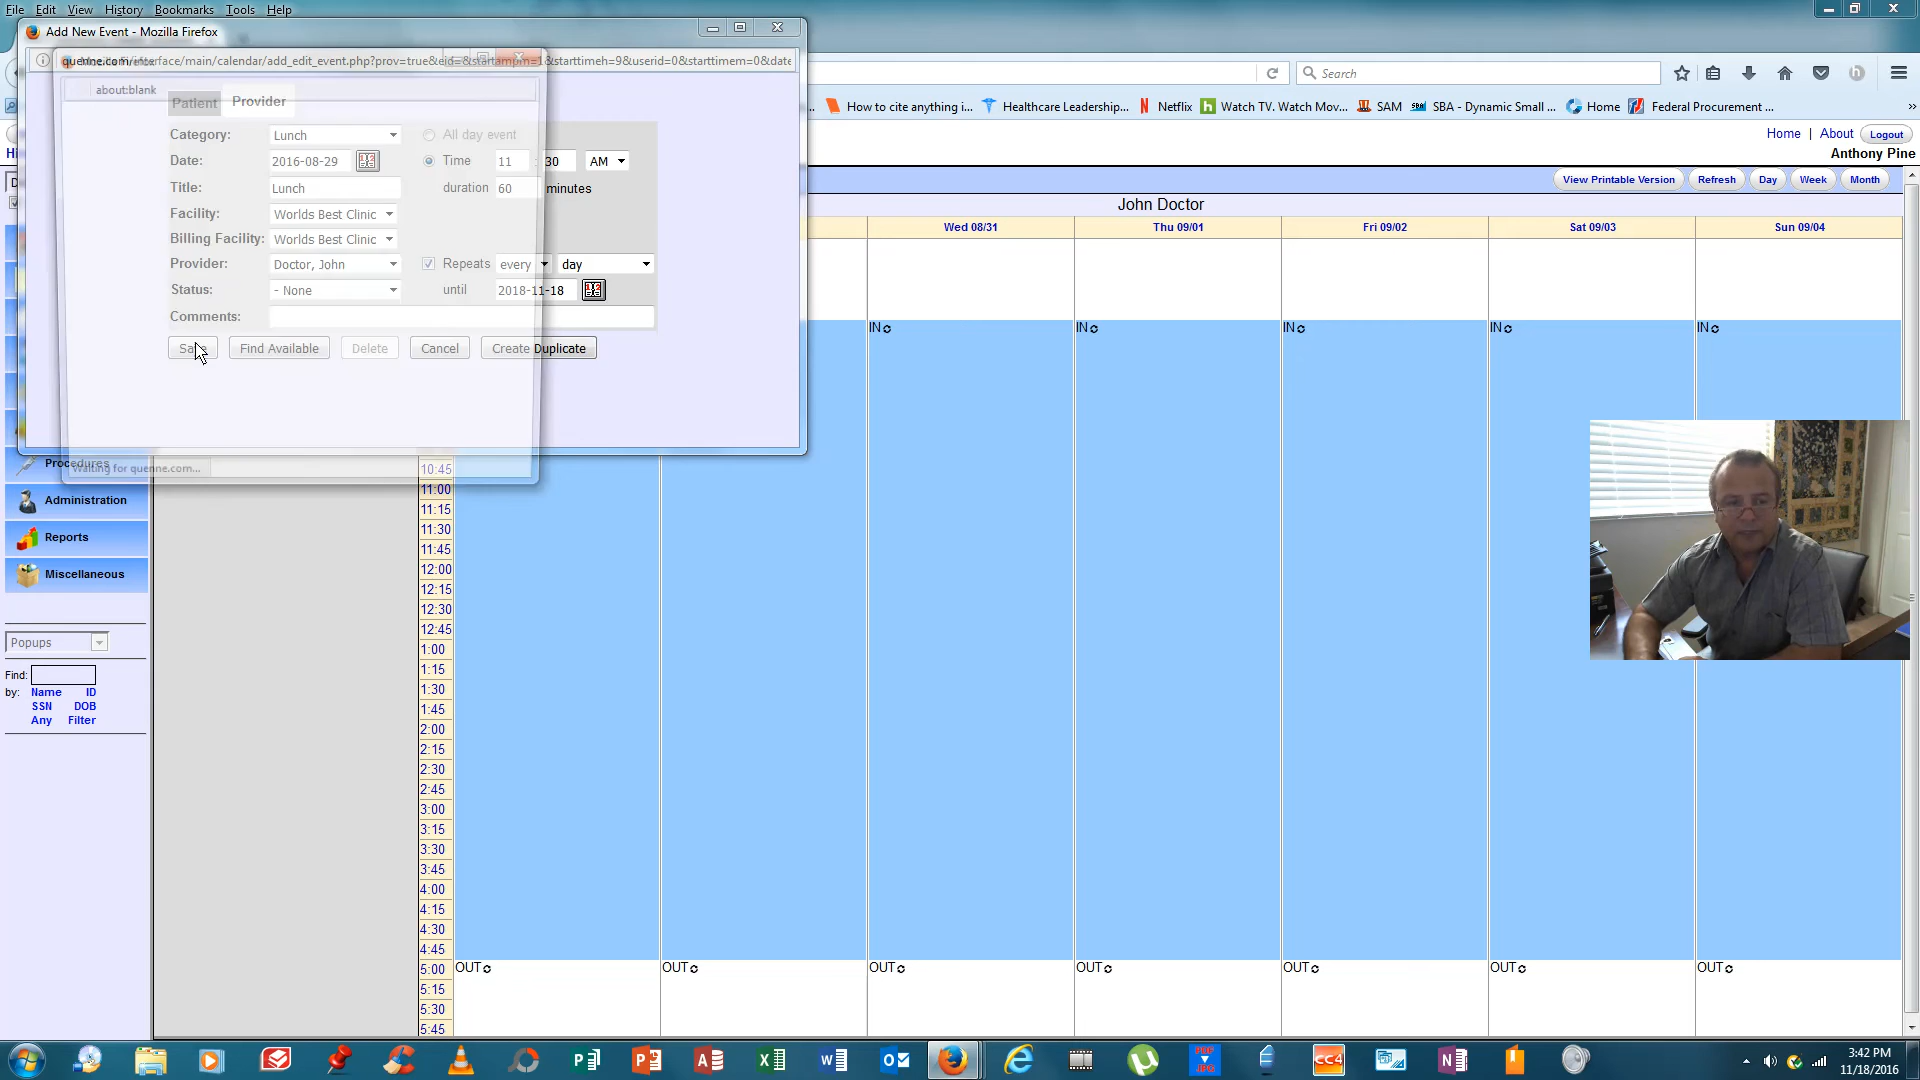 File Edit View History Bookmarks Tools Help
Add New Event - Mozilla Firefox
quenne.com/interface/main/calendar/add_edit_event.php?prov=true&eid=&startampm=1&starttimeh=9&userid=0&starttimem=0&date
about:blank
Search
How to cite anything i... Healthcare Leadership... Netflix Watch TV. Watch Mov... SAM SBA - Dynamic Small ... Home Federal Procurement ...
Home | About Logout
Anthony Pine
Patient Provider
Category: Lunch All day event
Date: 2016-08-29 Time 11 : 30 AM
Title: Lunch duration 60 minutes
Facility: Worlds Best Clinic
Billing Facility: Worlds Best Clinic
Provider: Doctor, John Repeats every day
Status: - None until 2018-11-18
Comments:
Save Find Available Delete Cancel Create Duplicate
Waiting for quenne.com...
View Printable Version Refresh Day Week Month
John Doctor
Wed 08/31 Thu 09/01 Fri 09/02 Sat 09/03 Sun 09/04
IN IN IN IN IN
Procedures
Administration
Reports
Miscellaneous
Popups
Find:
by: Name ID
SSN DOB
Any Filter
10:45
11:00
11:15
11:30
11:45
12:00
12:15
12:30
12:45
1:00
1:15
1:30
1:45
2:00
2:15
2:30
2:45
3:00
3:15
3:30
3:45
4:00
4:15
4:30
4:45
5:00 OUT OUT OUT OUT OUT OUT OUT
5:15
5:30
5:45
CC4
3:42 PM
11/18/2016